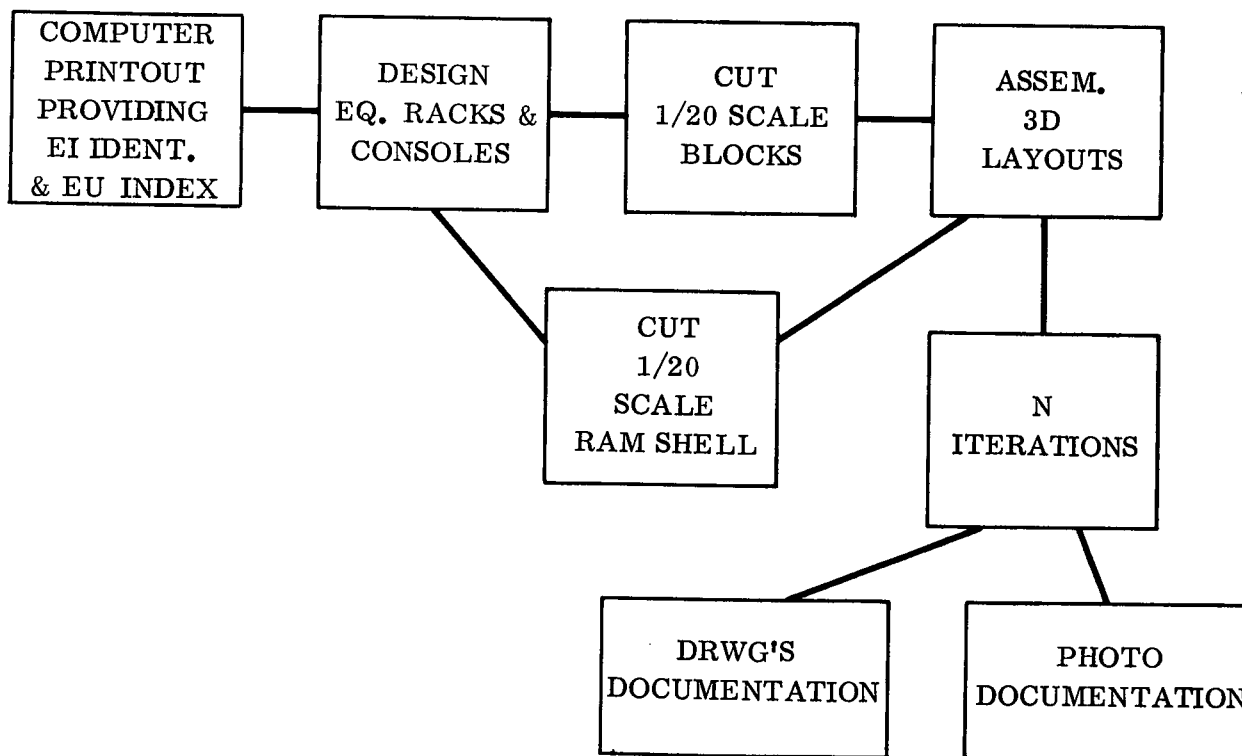 COMPUTER
PRINTOUT
PROVIDING
EI IDENT.
& EU INDEX
DESIGN
EQ. RACKS &
CONSOLES
CUT
1/20 SCALE
BLOCKS
ASSEM.
3D
LAYOUTS
CUT
1/20
SCALE
RAM SHELL
N
ITERATIONS
DRWG'S
DOCUMENTATION
PHOTO
DOCUMENTATION